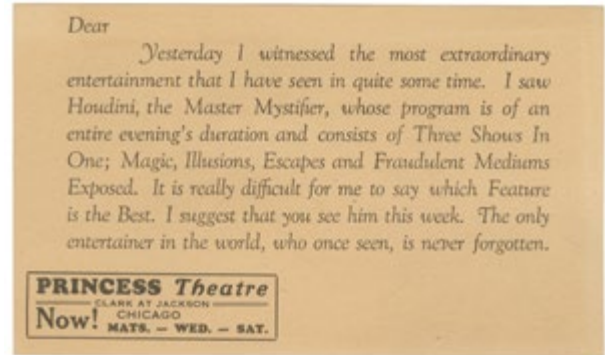 Dear
Yesterday I witnessed the most extraordinary
entertainment that I have seen in quite some time. I saw
Houdini, the Master Mystifier, whose program is of an
entire evening's duration and consists of Three Shows In
One; Magic, Illusions, Escapes and Fraudulent Mediums
Exposed. It is really difficult for me to say which Feature
is the Best. I suggest that you see him this week. The only
entertainer in the world, who once seen, is never forgotten.
PRINCESS Theatre
CLARK AT JACKSON
Now! CHICAGO
MATS. – WED. – SAT.